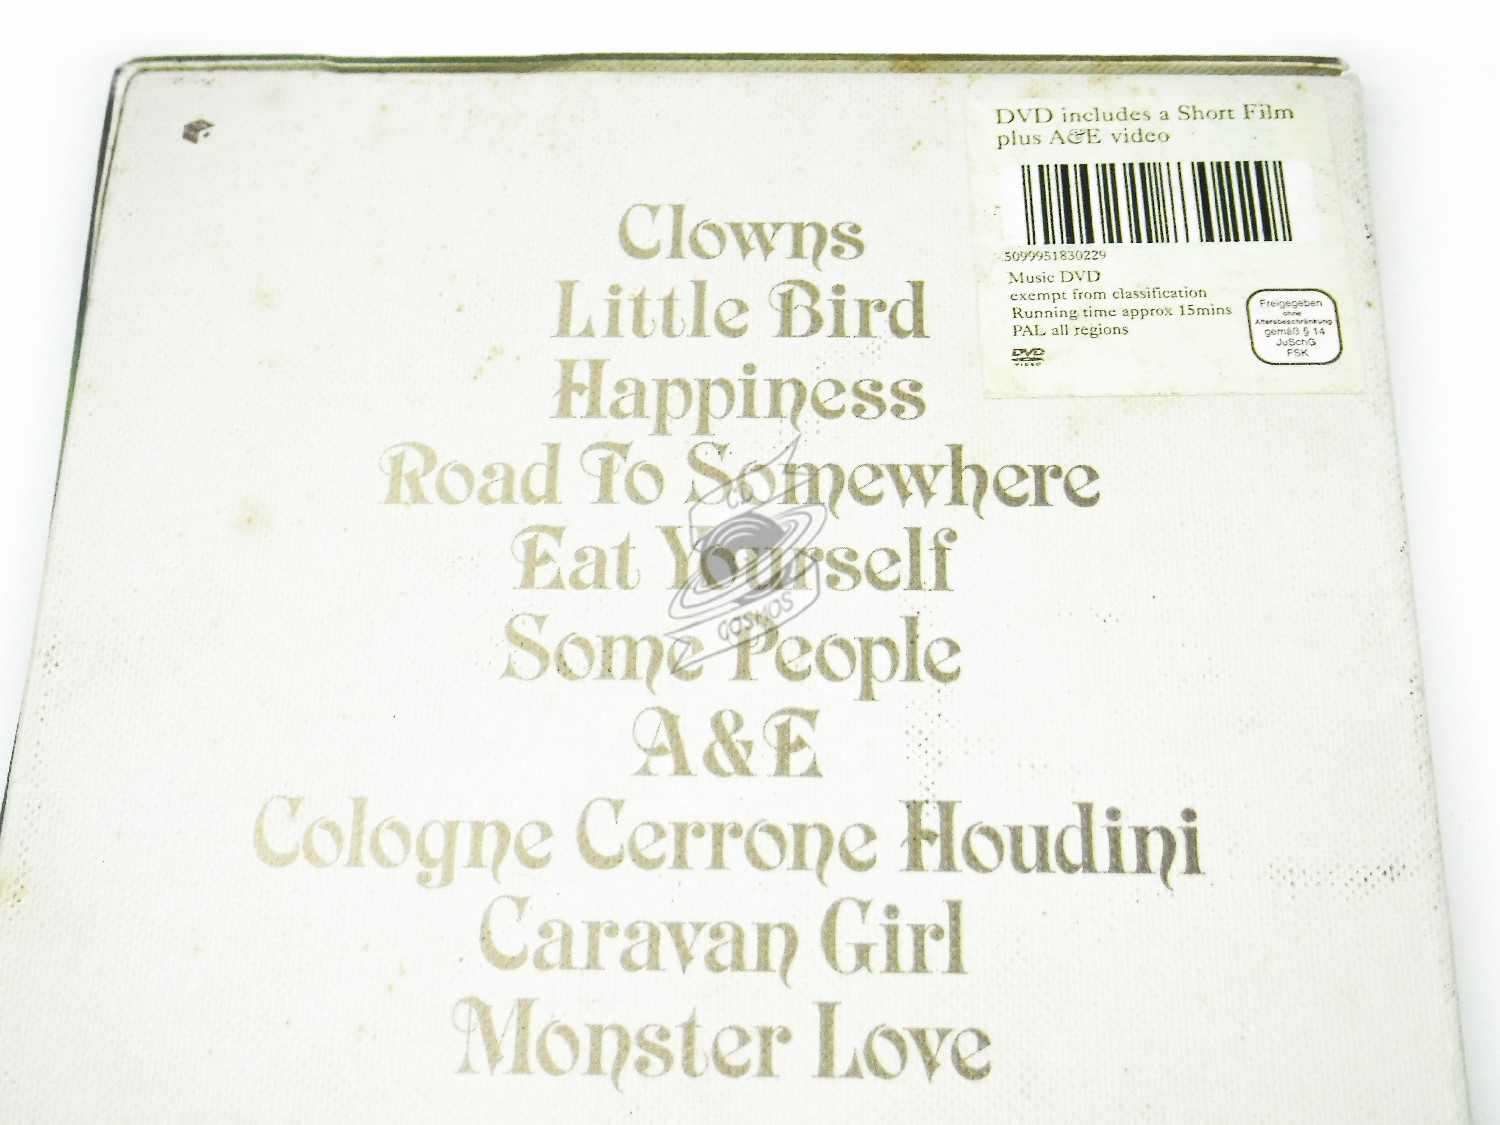 DVD includes a Short Film
plus A&E video
5099951830229
Music DVD
exempt from classification
Running time approx 15mins
PAL all regions
DVD
VIDEO
Freigegeben
ohne
Altersbeschränkung
gemäß § 14
JuSchG
FSK
Clowns
Little Bird
Happiness
Road To Somewhere
Eat Yourself
Some People
A&E
Cologne Cerrone Houdini
Caravan Girl
Monster Love
CD
COSMOS